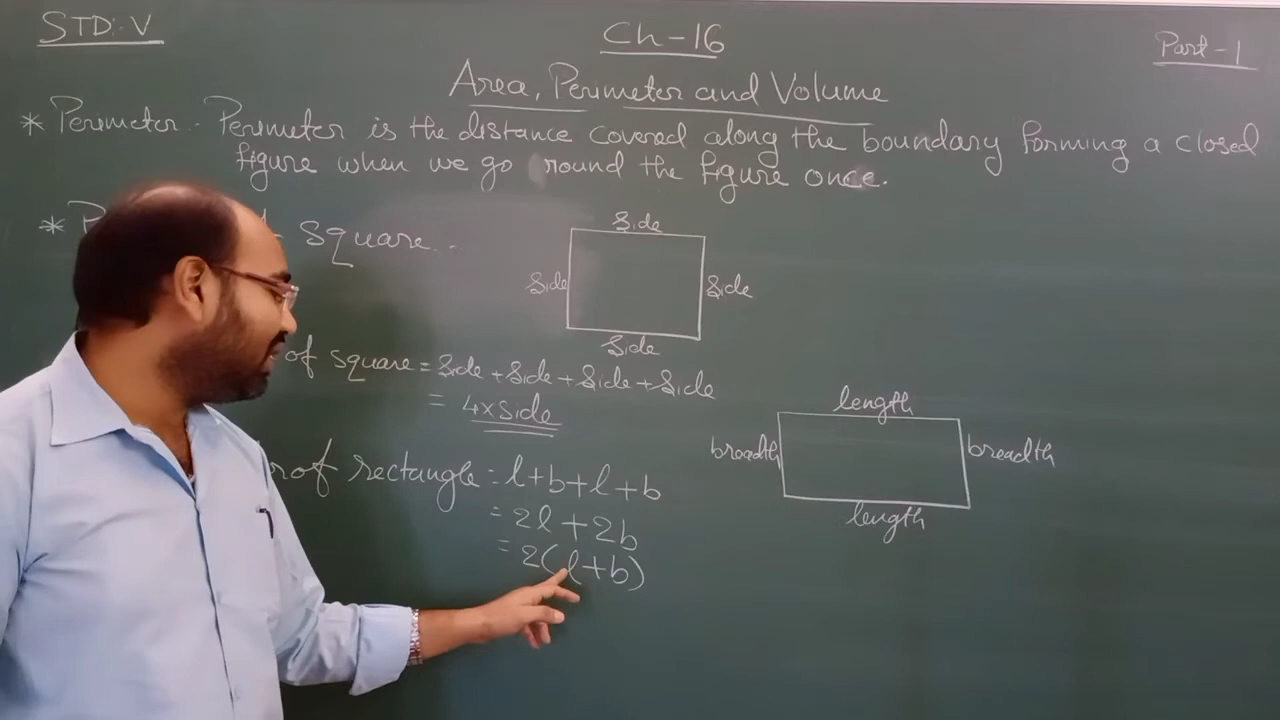 STD:- V
Ch-16
Part-1
Area, Perimeter and Volume
* Perimeter - Perimeter is the distance covered along the boundary forming a closed
figure when we go round the figure once.
* square -
side
side
side
side
of square = side + side + side + side
= 4×side
of rectangle = l+b+l+b
= 2l + 2b
= 2(l+b)
length
broadth
breadth
length